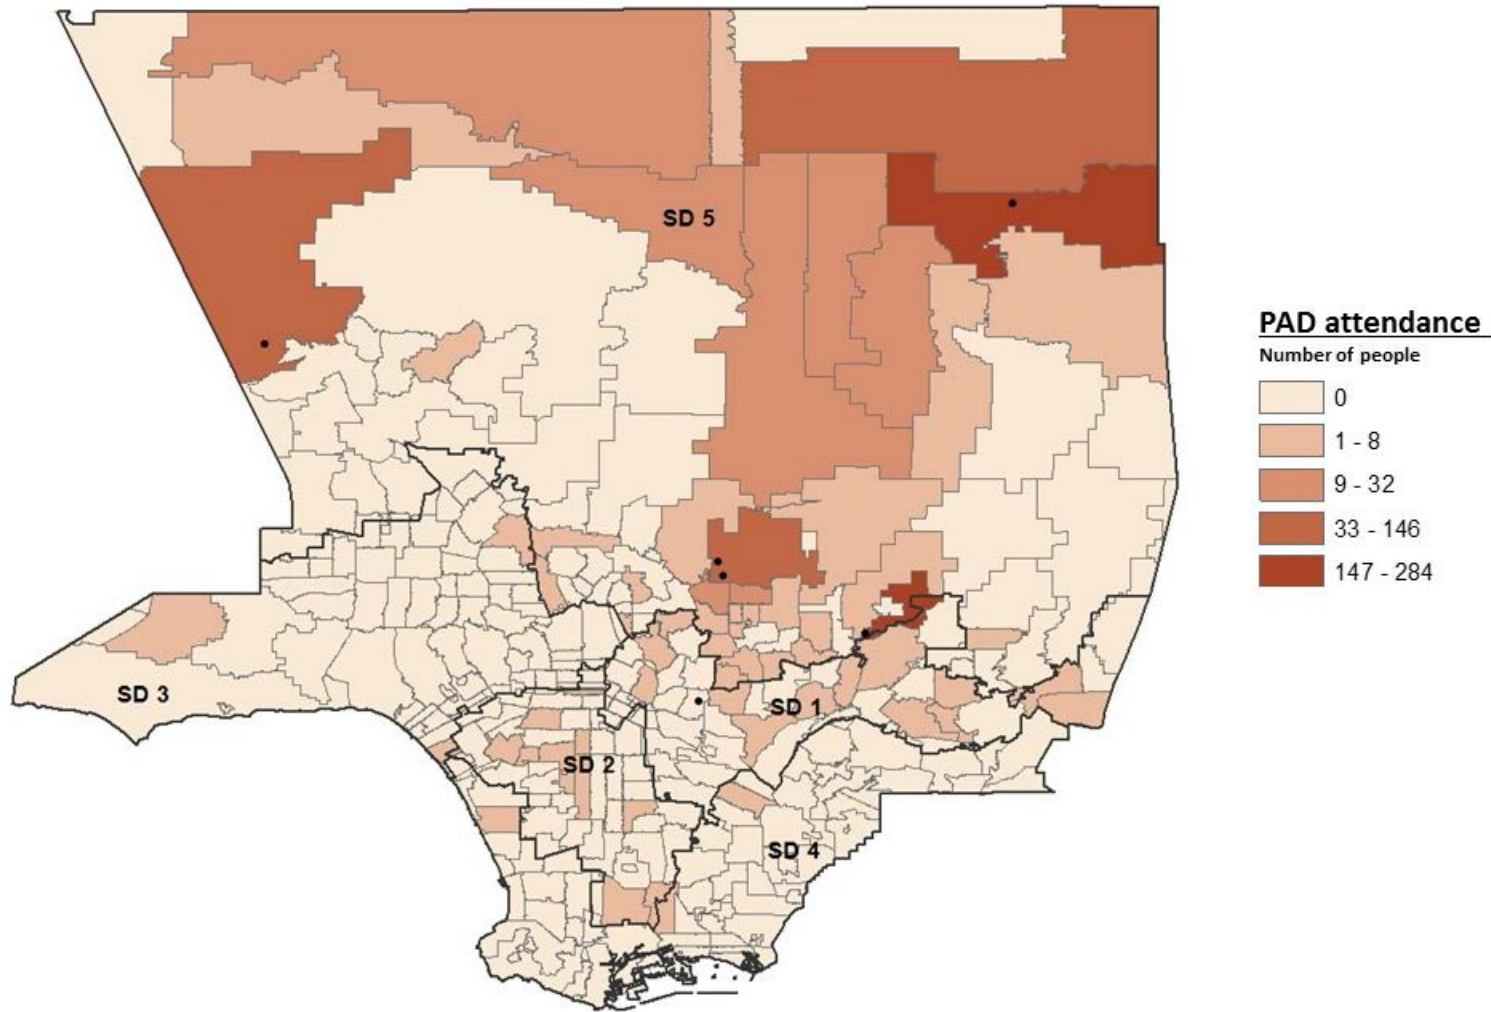 SD 5
SD 3
SD 1
SD 2
SD 4
PAD attendance
Number of people
0
1 - 8
9 - 32
33 - 146
147 - 284